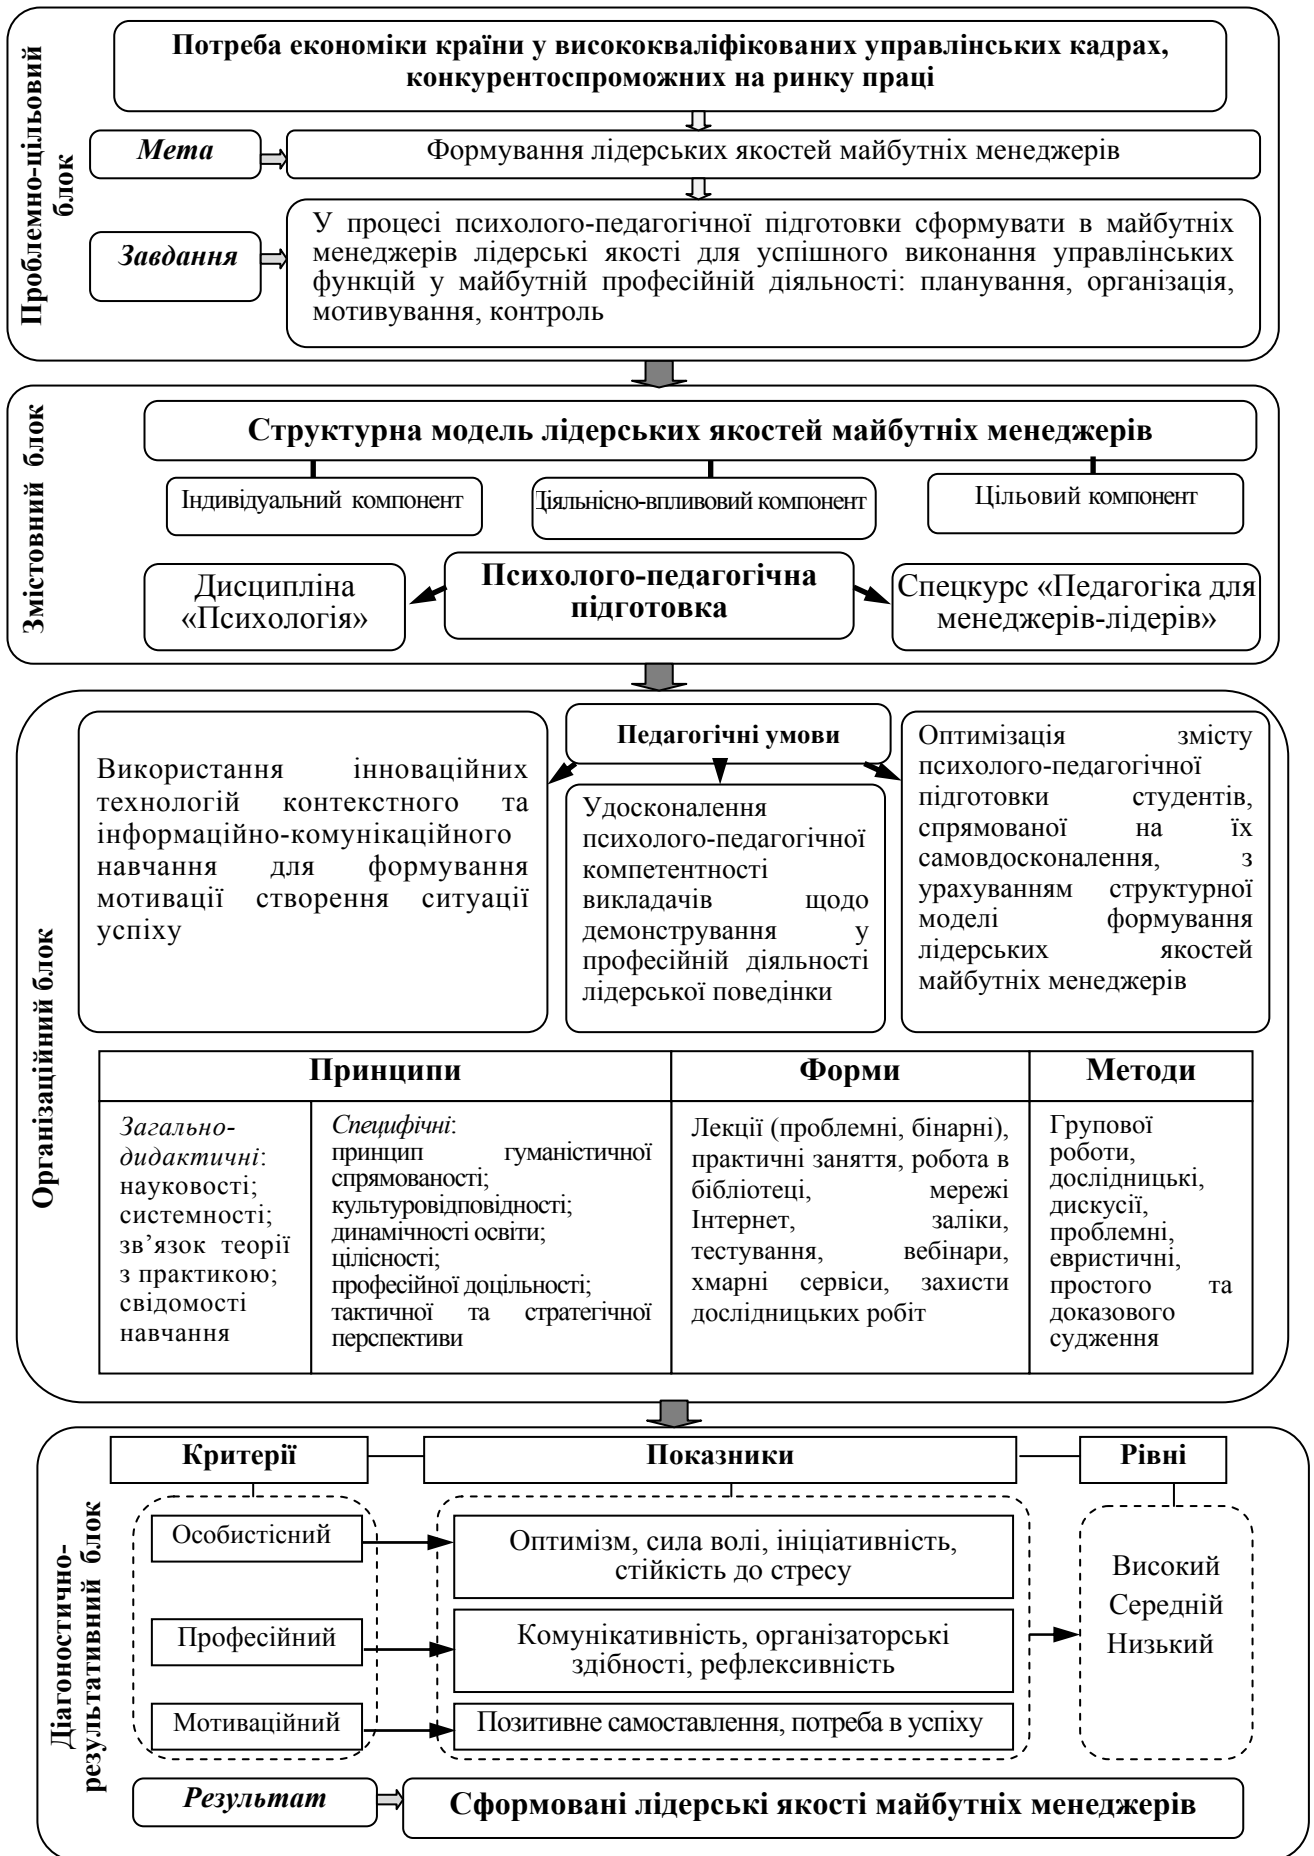 Проблемно-цільовий
блок
Потреба економіки країни у висококваліфікованих управлінських кадрах,
конкурентоспроможних на ринку праці
Мета
Формування лідерських якостей майбутніх менеджерів
Завдання
У процесі психолого-педагогічної підготовки сформувати в майбутніх
менеджерів лідерські якості для успішного виконання управлінських
функцій у майбутній професійній діяльності: планування, організація,
мотивування, контроль
Змістовний блок
Структурна модель лідерських якостей майбутніх менеджерів
Індивідуальний компонент
Діяльнісно-впливовий компонент
Цільовий компонент
Дисципліна
«Психологія»
Психолого-педагогічна
підготовка
Спецкурс «Педагогіка для
менеджерів-лідерів»
Організаційний блок
Педагогічні умови
Використання інноваційних
технологій контекстного та
інформаційно-комунікаційного
навчання для формування
мотивації створення ситуації
успіху
Удосконалення
психолого-педагогічної
компетентності
викладачів щодо
демонстрування у
професійній діяльності
лідерської поведінки
Оптимізація змісту
психолого-педагогічної
підготовки студентів,
спрямованої на їх
самовдосконалення, з
урахуванням структурної
моделі формування
лідерських якостей
майбутніх менеджерів
Принципи
Форми
Методи
Загально-
дидактичні:
науковості;
системності;
зв’язок теорії
з практикою;
свідомості
навчання
Специфічні:
принцип гуманістичної
спрямованості;
культуровідповідності;
динамічності освіти;
цілісності;
професійної доцільності;
тактичної та стратегічної
перспективи
Лекції (проблемні, бінарні),
практичні заняття, робота в
бібліотеці, мережі
Інтернет, заліки,
тестування, вебінари,
хмарні сервіси, захисти
дослідницьких робіт
Групової
роботи,
дослідницькі,
дискусії,
проблемні,
евристичні,
простого та
доказового
судження
Діагоностично-
результативний блок
Критерії
Показники
Рівні
Особистісний
Оптимізм, сила волі, ініціативність,
стійкість до стресу
Професійний
Комунікативність, організаторські
здібності, рефлексивність
Мотиваційний
Позитивне самоставлення, потреба в успіху
Високий
Середній
Низький
Результат
Сформовані лідерські якості майбутніх менеджерів